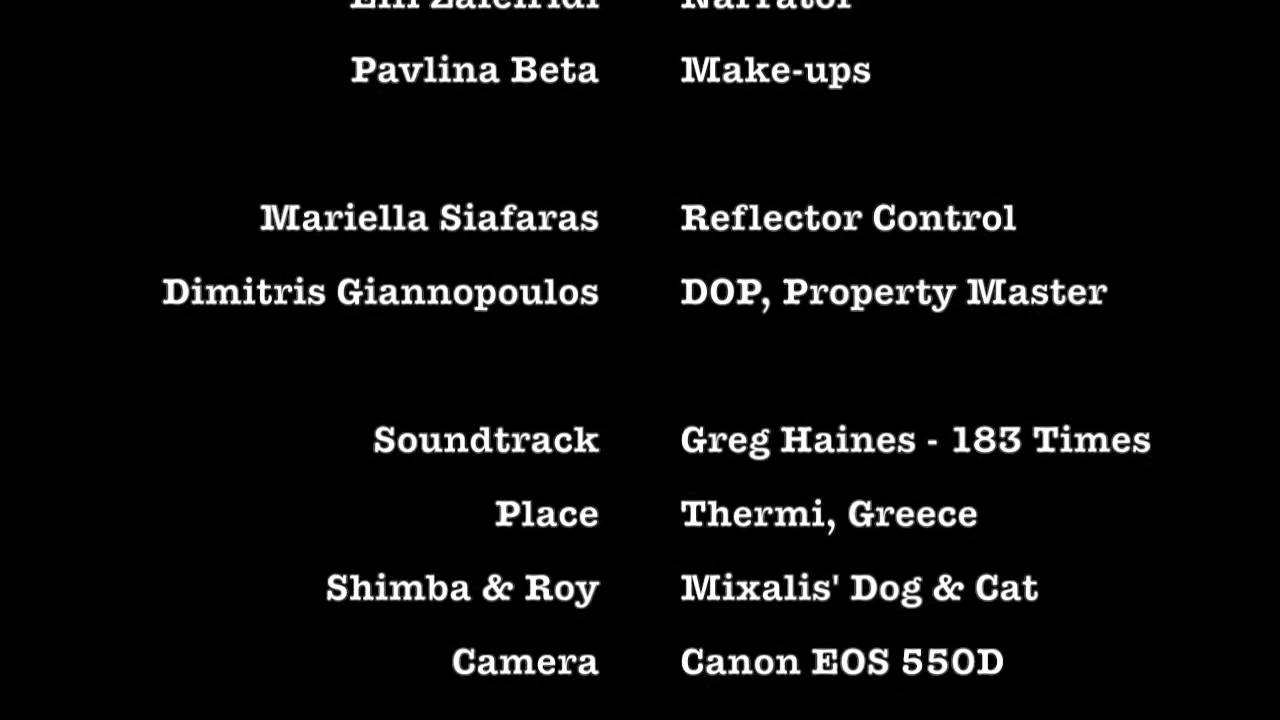 Narrator
Pavlina Beta Make-ups
Mariella Siafaras Reflector Control
Dimitris Giannopoulos DOP, Property Master
Soundtrack Greg Haines - 183 Times
Place Thermi, Greece
Shimba & Roy Mixalis' Dog & Cat
Camera Canon EOS 550D